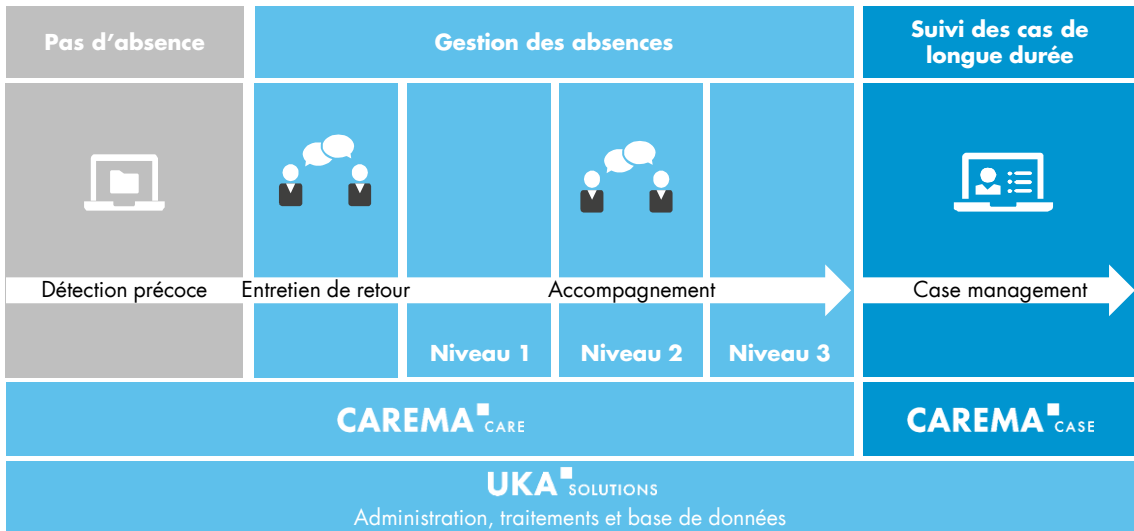 Pas d’absence
Gestion des absences
Suivi des cas de
longue durée
Détection précoce
Entretien de retour
Accompagnement
Case management
Niveau 1
Niveau 2
Niveau 3
CAREMA CARE
CAREMA CASE
UKA SOLUTIONS
Administration, traitements et base de données